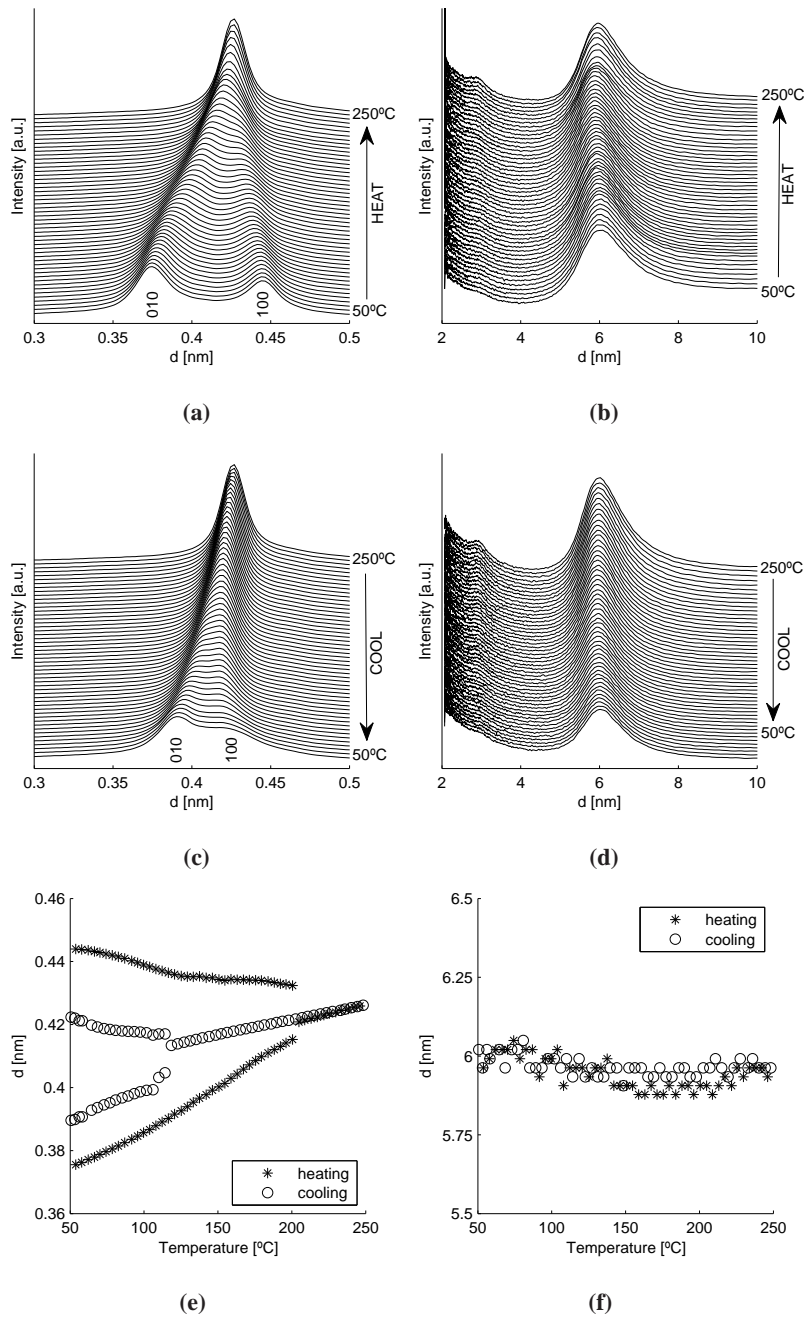 Intensity [a.u.]
250ºC
HEAT
50ºC
010
100
0.3 0.35 0.4 0.45 0.5
d [nm]
(a)
Intensity [a.u.]
250ºC
HEAT
50ºC
2 4 6 8 10
d [nm]
(b)
Intensity [a.u.]
250ºC
COOL
50ºC
010
100
0.3 0.35 0.4 0.45 0.5
d [nm]
(c)
Intensity [a.u.]
250ºC
COOL
50ºC
2 4 6 8 10
d [nm]
(d)
0.46
0.44
0.42
0.4
0.38
0.36
d [nm]
heating
cooling
50 100 150 200 250
Temperature [ºC]
(e)
6.5
6.25
6
5.75
5.5
d [nm]
heating
cooling
50 100 150 200 250
Temperature [ºC]
(f)